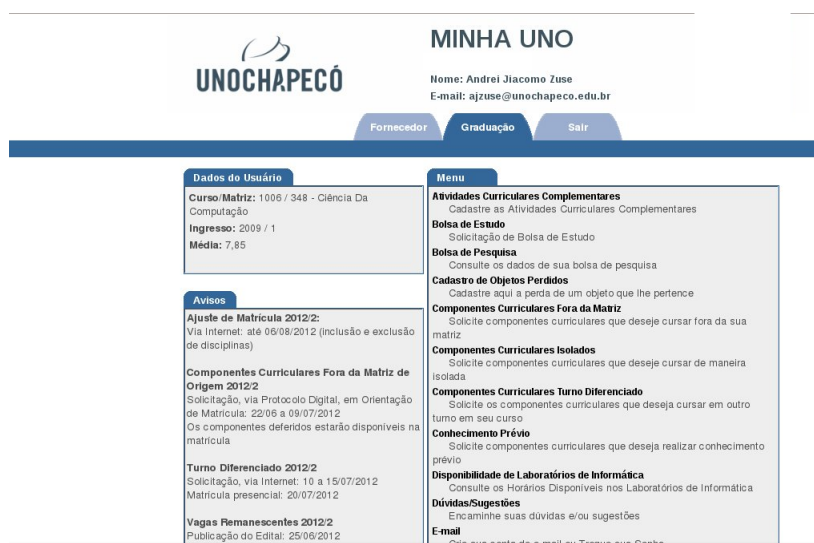 UNOCHAPECÓ
MINHA UNO
Nome: Andrei Jiacomo Zuse
E-mail: ajzuse@unochapeco.edu.br
Fornecedor
Graduação
Sair
Dados do Usuário
Curso/Matriz: 1006 / 348 - Ciência Da
Computação
Ingresso: 2009 / 1
Média: 7,85
Avisos
Ajuste de Matrícula 2012/2:
Via Internet: até 06/08/2012 (inclusão e exclusão
de disciplinas)
Componentes Curriculares Fora da Matriz de
Origem 2012/2
Solicitação, via Protocolo Digital, em Orientação
de Matrícula: 22/06 a 09/07/2012
Os componentes deferidos estarão disponíveis na
matrícula
Turno Diferenciado 2012/2
Solicitação, via Internet: 10 a 15/07/2012
Matrícula presencial: 20/07/2012
Vagas Remanescentes 2012/2
Publicação do Edital: 25/06/2012
Menu
Atividades Curriculares Complementares
Cadastre as Atividades Curriculares Complementares
Bolsa de Estudo
Solicitação de Bolsa de Estudo
Bolsa de Pesquisa
Consulte os dados de sua bolsa de pesquisa
Cadastro de Objetos Perdidos
Cadastre aqui a perda de um objeto que lhe pertence
Componentes Curriculares Fora da Matriz
Solicite componentes curriculares que deseje cursar fora da sua
matriz
Componentes Curriculares Isolados
Solicite componentes curriculares que deseje cursar de maneira
isolada
Componentes Curriculares Turno Diferenciado
Solicite os componentes curriculares que deseja cursar em outro
turno em seu curso
Conhecimento Prévio
Solicite componentes curriculares que deseja realizar conhecimento
prévio
Disponibilidade de Laboratórios de Informática
Consulte os Horários Disponíveis nos Laboratórios de Informática
Dúvidas/Sugestões
Encaminhe suas dúvidas e/ou sugestões
E-mail